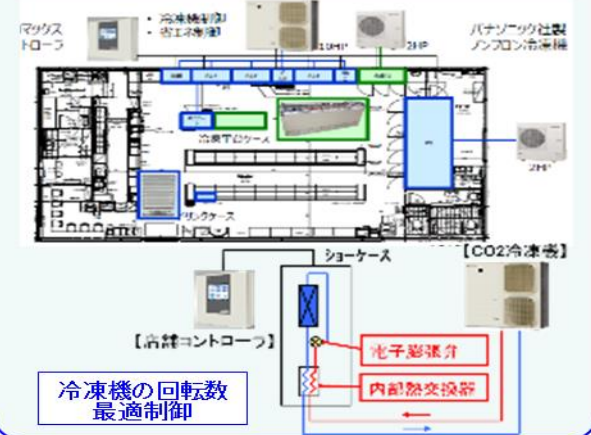 ・ 冷凍機制御
・ 省エネ制御
マックス
トローラ
10HP
2HP
パナソニック社製
ノンフロン冷凍機
冷凍平台ケース
2HP
リンクケース
ショーケース
【CO2冷凍機】
【店舗コントローラ】
電子膨張弁
内部熱交換器
冷凍機の回転数
最適制御